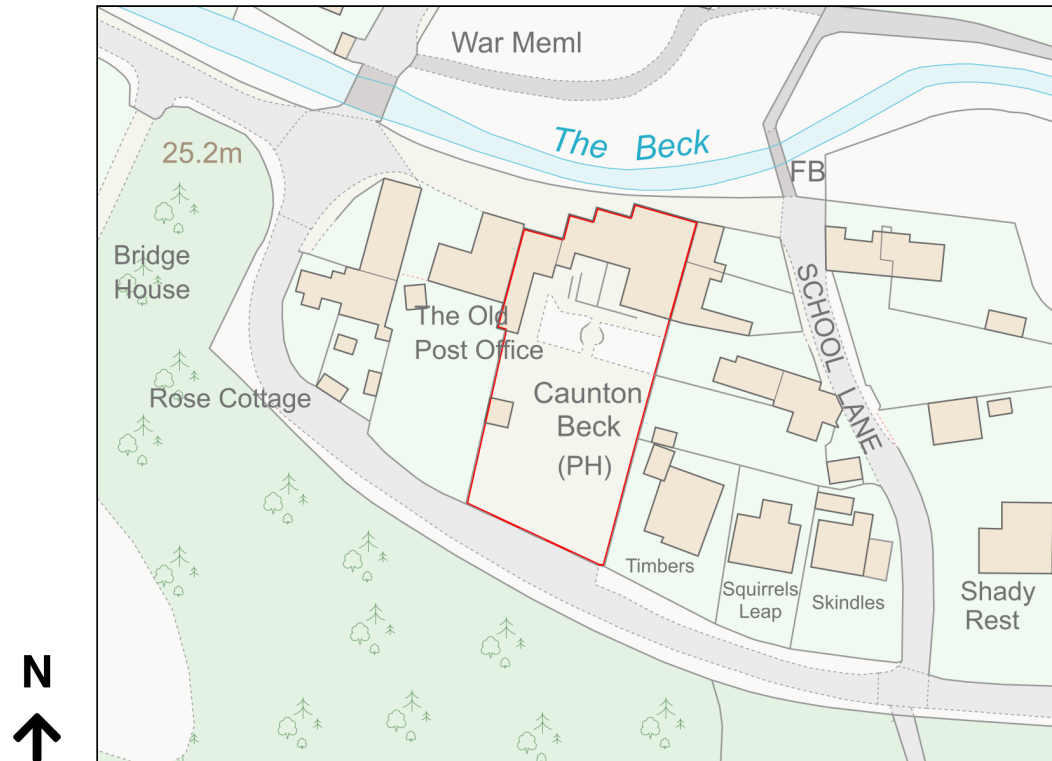 War Meml
The Beck
25.2m
FB
Bridge
House
SCHOOL LANE
The Old
Post Office
Rose Cottage
Caunton
Beck
(PH)
Timbers
Squirrels
Leap
Skindles
Shady
Rest
N